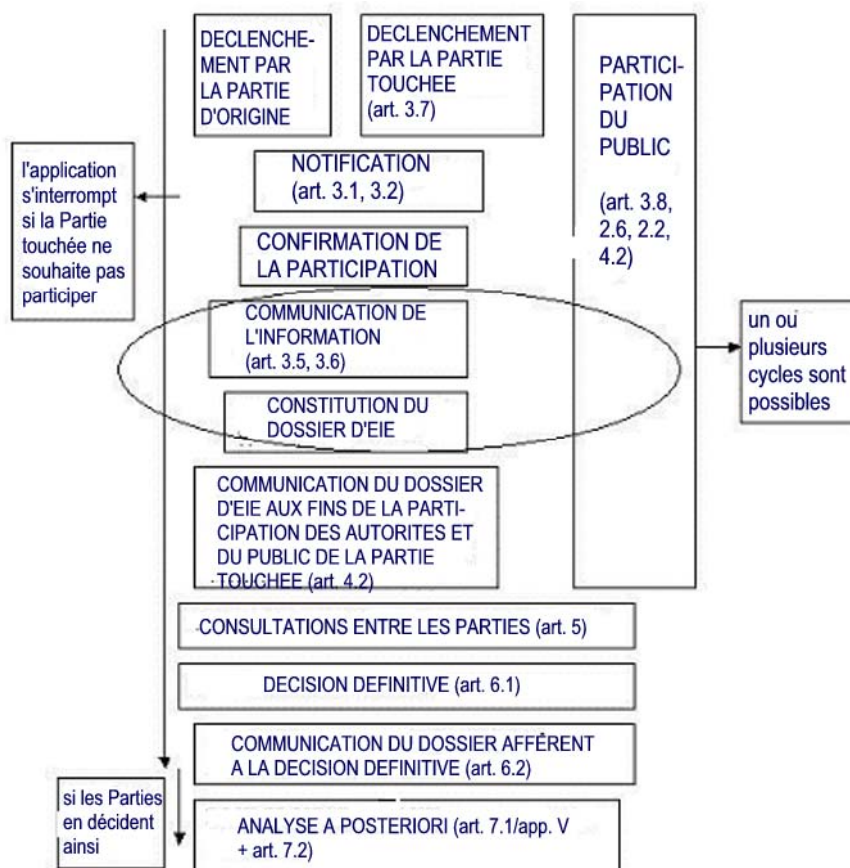 DECLENCHE-
MENT PAR
LA PARTIE
D'ORIGINE
DECLENCHEMENT
PAR LA PARTIE
TOUCHEE
(art. 3.7)
PARTICI-
PATION
DU
PUBLIC
(art. 3.8,
2.6, 2.2,
4.2)
l'application
s'interrompt
si la Partie
touchée ne
souhaite pas
participer
NOTIFICATION
(art. 3.1, 3.2)
CONFIRMATION DE
LA PARTICIPATION
COMMUNICATION DE
L'INFORMATION
(art. 3.5, 3.6)
un ou
plusieurs
cycles sont
possibles
CONSTITUTION DU
DOSSIER D'EIE
COMMUNICATION DU DOSSIER
D'EIE AUX FINS DE LA PARTI-
CIPATION DES AUTORITES ET
DU PUBLIC DE LA PARTIE
TOUGHEE (art. 4.2)
CONSULTATIONS ENTRE LES PARTIES (art. 5)
DECISION DEFINITIVE (art. 6.1)
COMMUNICATION DU DOSSIER AFFÉRENT
A LA DECISION DEFINITIVE (art. 6.2)
si les Parties
en décident
ainsi
ANALYSE A POSTERIORI (art. 7.1/app. V
+ art. 7.2)